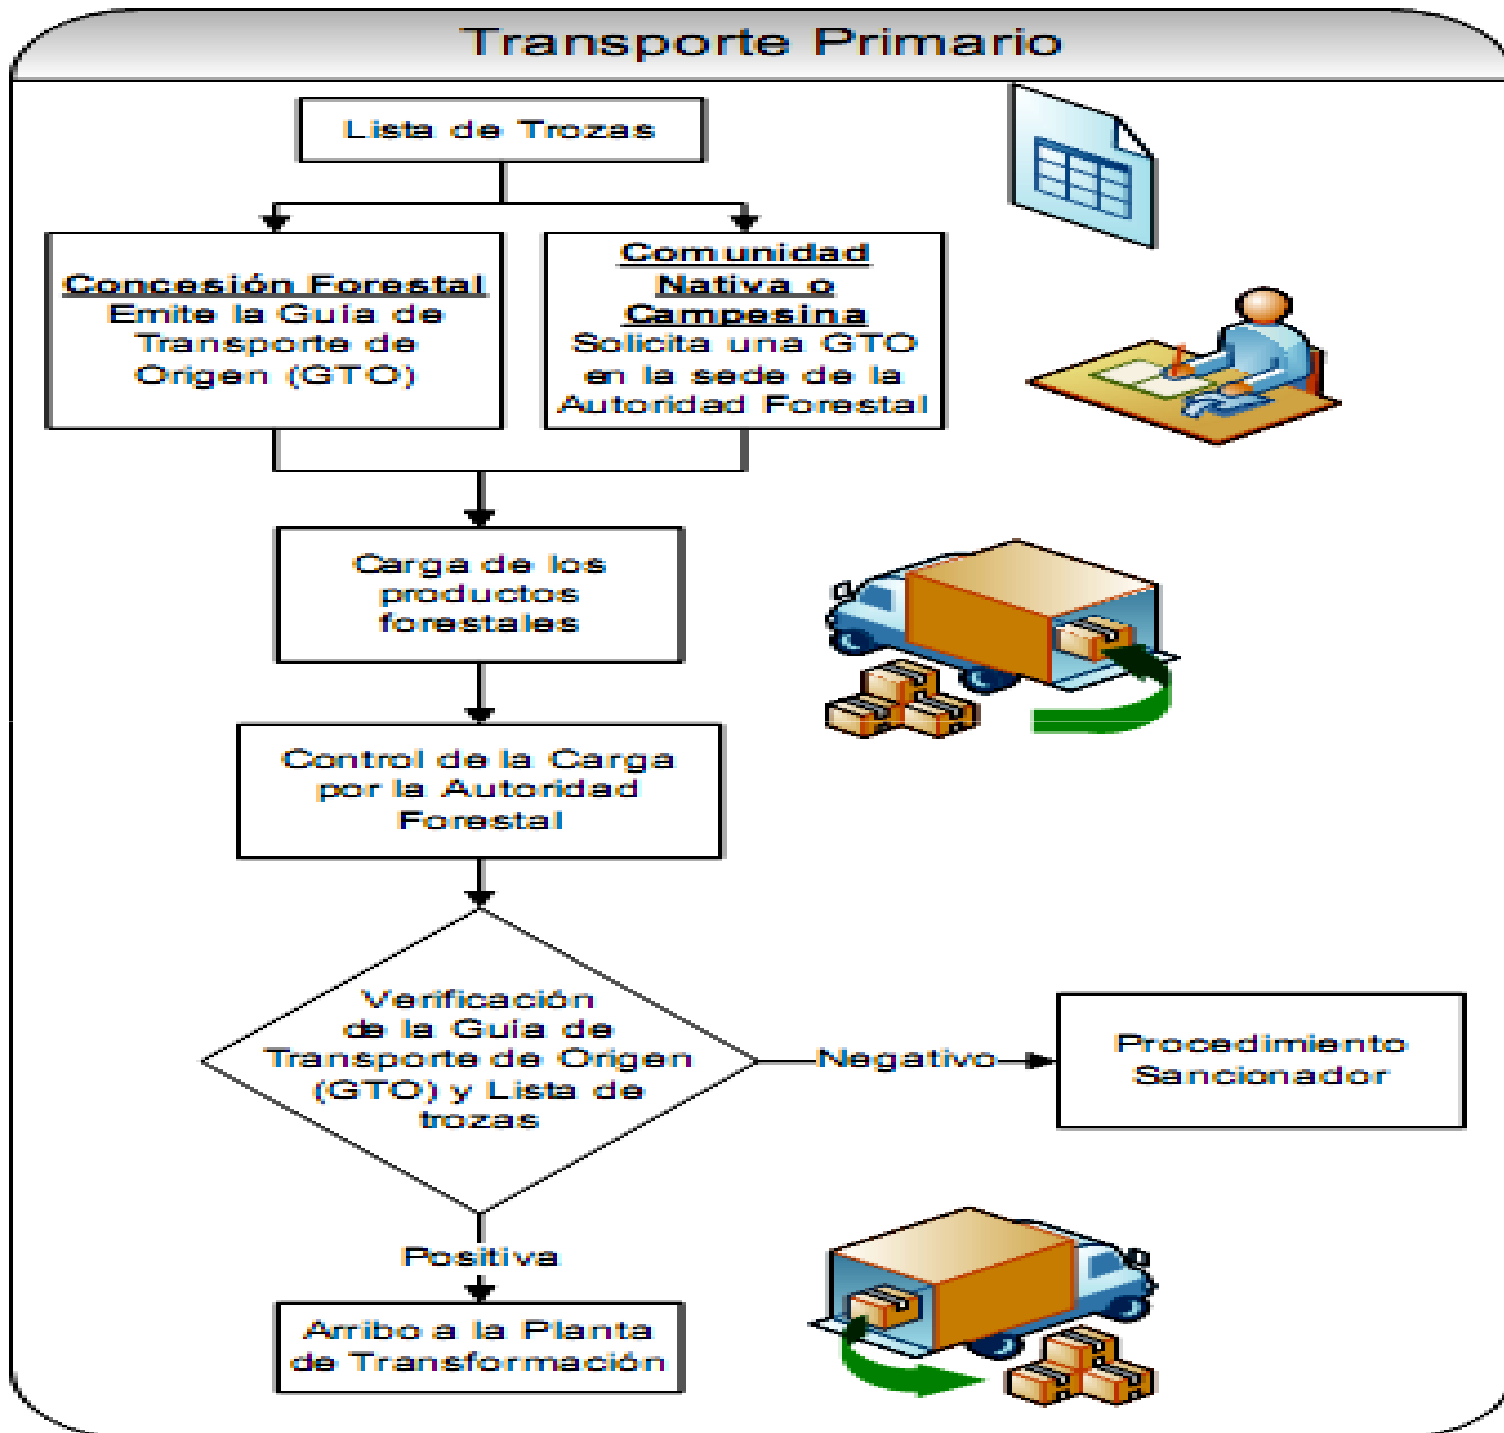 Transporte Primario
Lista de Trozas
Concesión Forestal
Emite la Guia de
Transporte de
Origen (GTO)
Comunidad
Nativa o
Campesina
Solicita una GTO
en la sede de la
Autoridad Forestal
Carga de los
productos
forestales
Control de la Carga
por la Autoridad
Forestal
Verificación
de la Guia de
Transporte de Origen
(GTO) y Lista de
trozas
Negativo
Procedimiento
Sancionador
Positiva
Arribo a la Planta
de Transformación